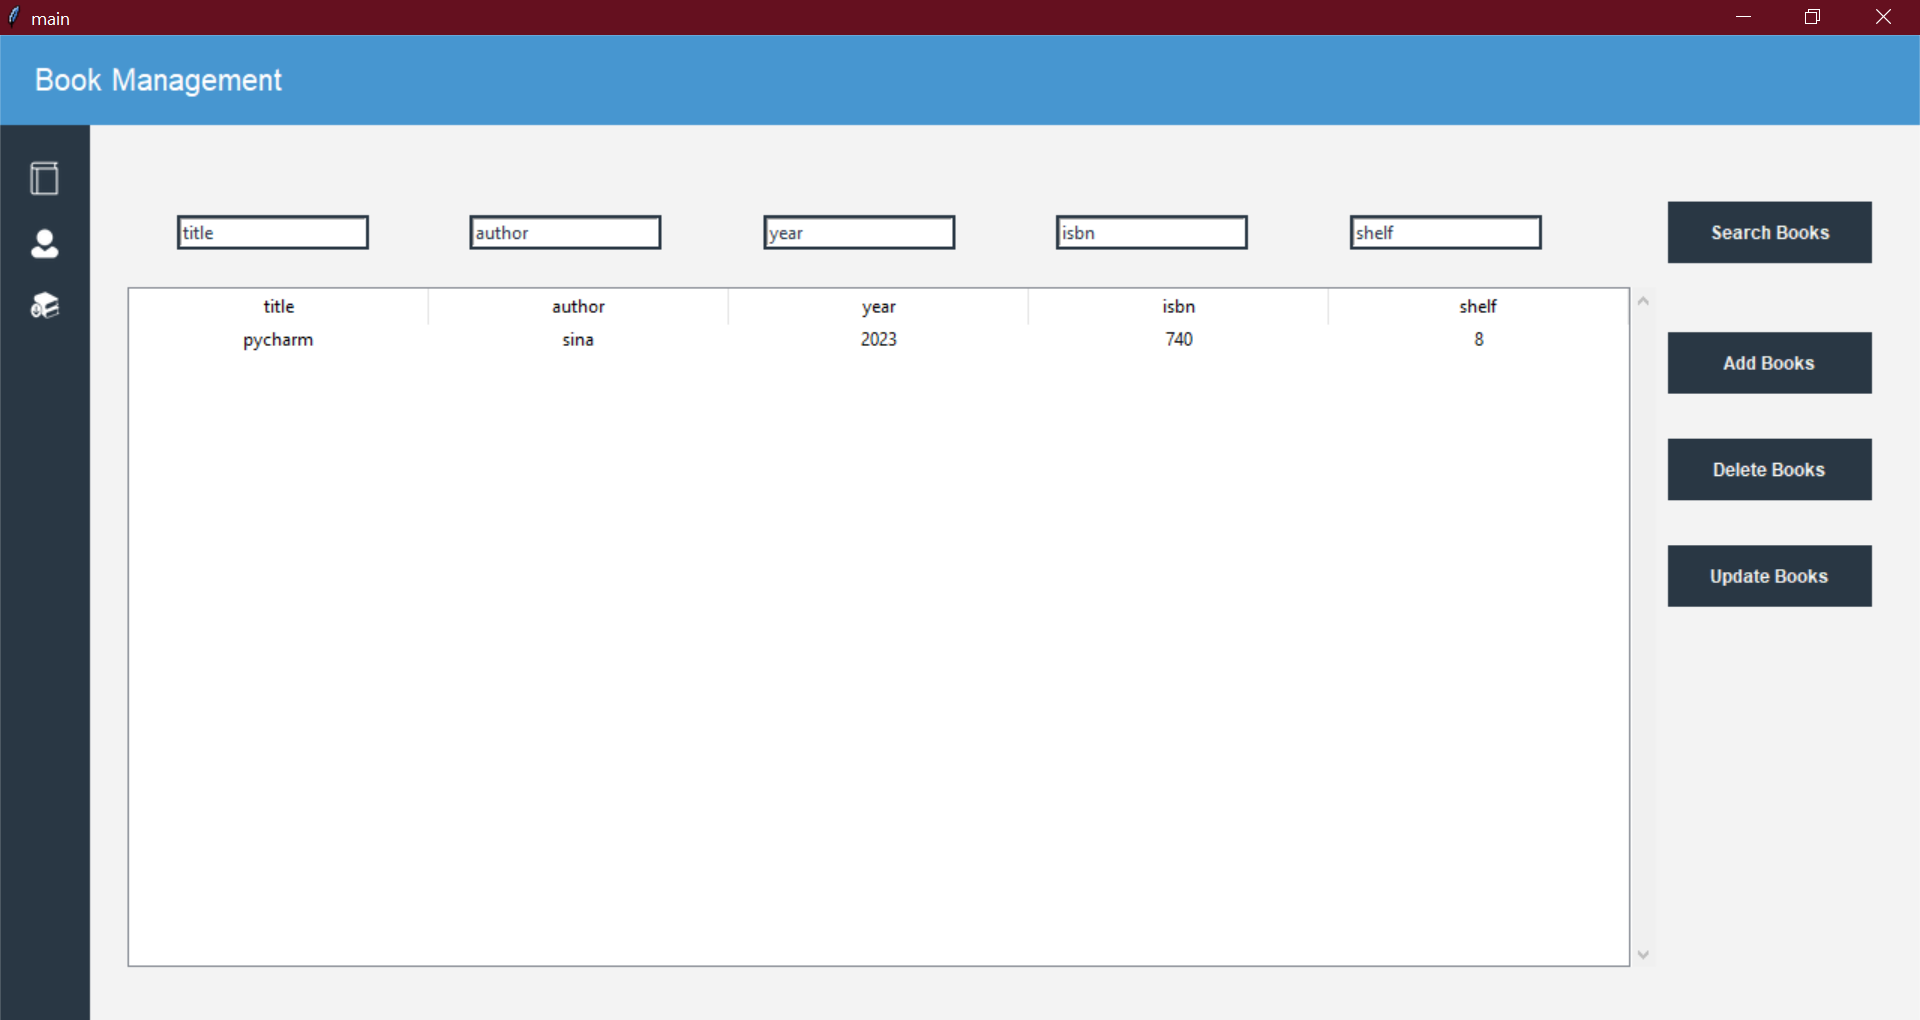 main
Book Management
title author year isbn shelf Search Books
title author year isbn shelf
pycharm sina 2023 740 8
Add Books
Delete Books
Update Books